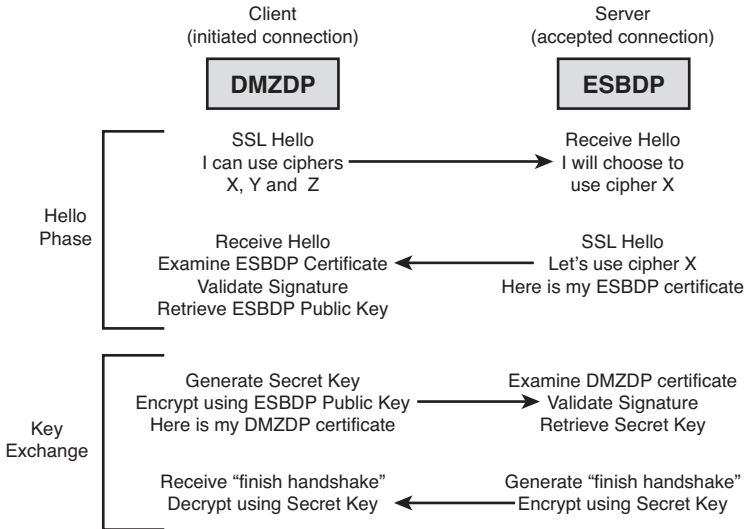 Client
(initiated connection)
Server
(accepted connection)
DMZDP
ESBDP
Hello
Phase
SSL Hello
I can use ciphers
X, Y and Z
Receive Hello
I will choose to
use cipher X
Receive Hello
Examine ESBDP Certificate
Validate Signature
Retrieve ESBDP Public Key
SSL Hello
Let's use cipher X
Here is my ESBDP certificate
Key
Exchange
Generate Secret Key
Encrypt using ESBDP Public Key
Here is my DMZDP certificate
Examine DMZDP certificate
Validate Signature
Retrieve Secret Key
Receive “finish handshake”
Decrypt using Secret Key
Generate “finish handshake”
Encrypt using Secret Key